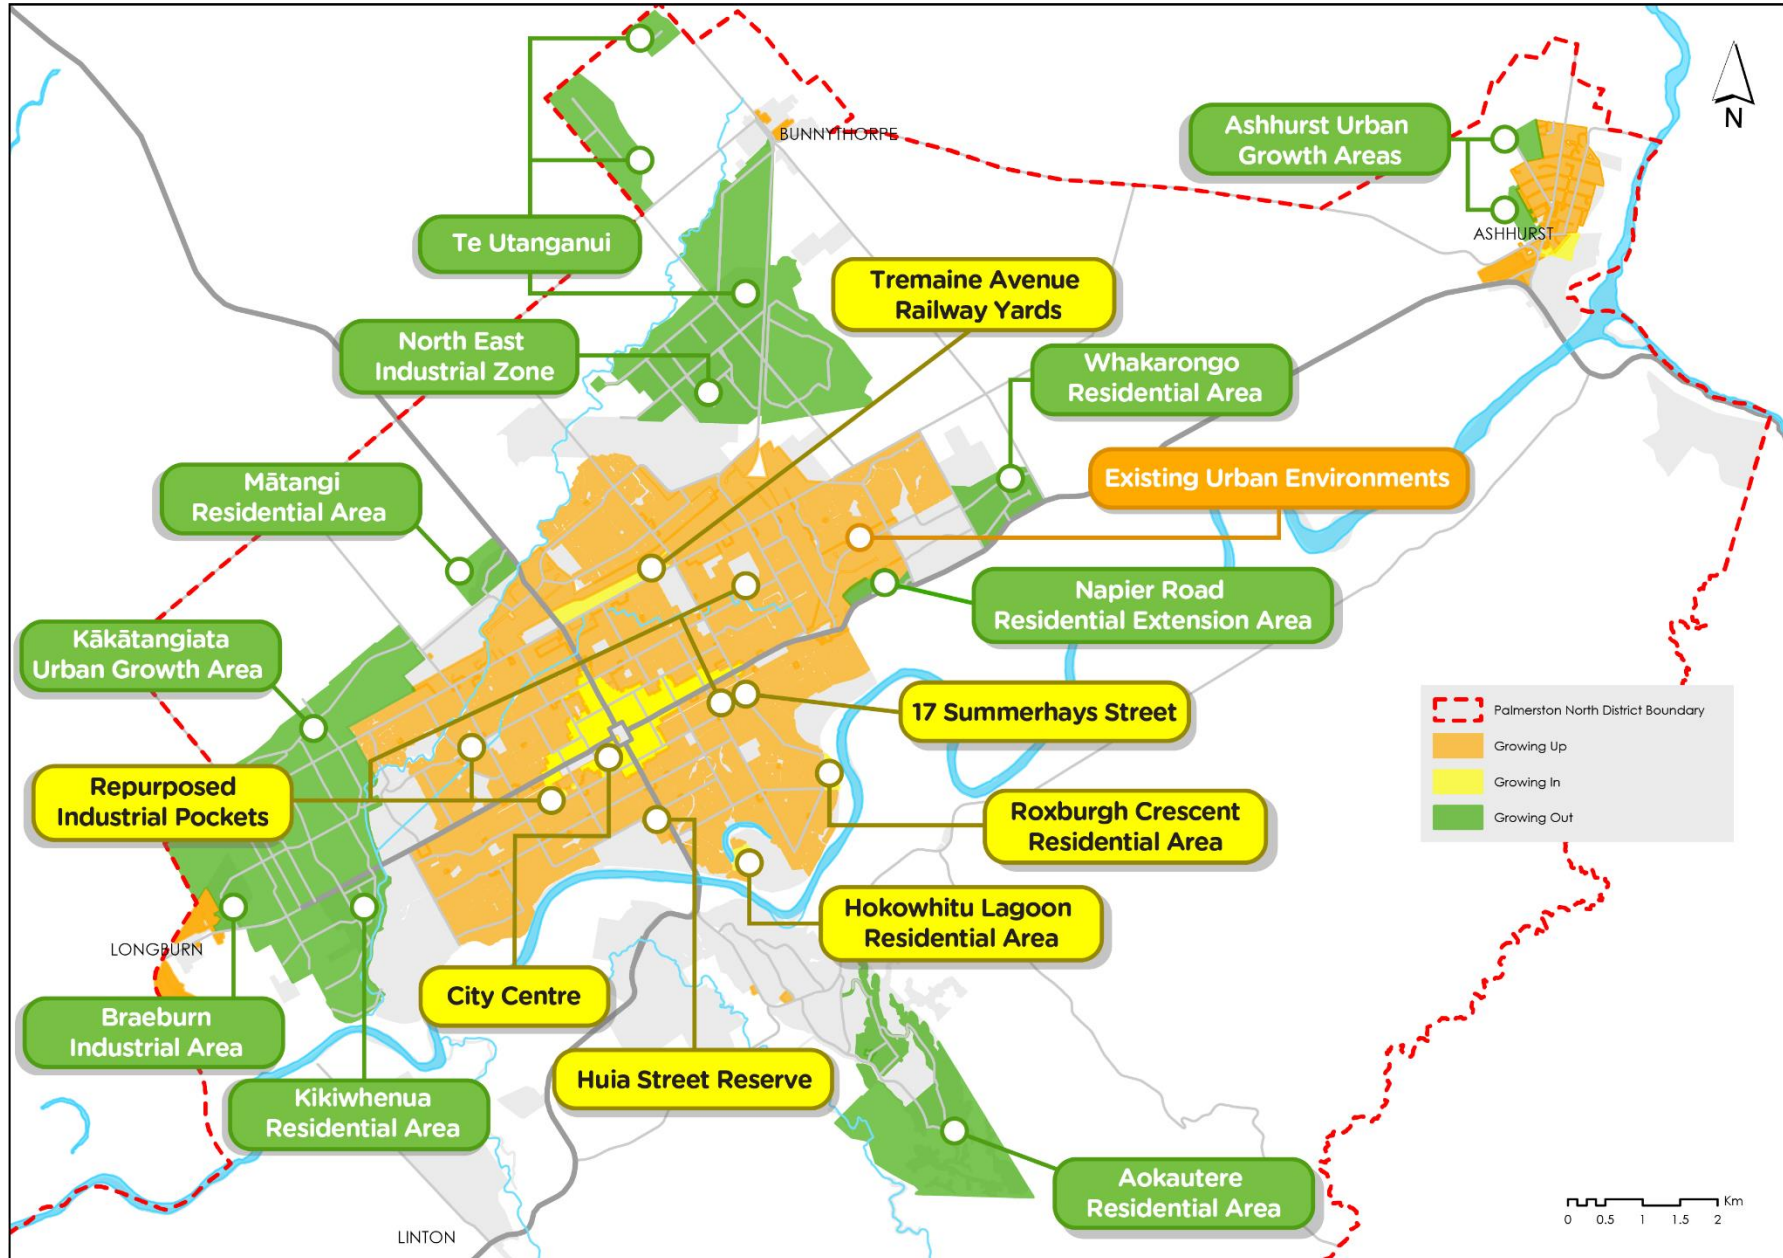 BUNNYTHORPE
Ashhurst Urban
Growth Areas
N
ASHHURST
Te Utanganui
Tremaine Avenue
Railway Yards
North East
Industrial Zone
Whakarongo
Residential Area
Mātangi
Residential Area
Existing Urban Environments
Napier Road
Residential Extension Area
Kākātangiata
Urban Growth Area
17 Summerhays Street
Palmerston North District Boundary
Growing Up
Growing In
Growing Out
Repurposed
Industrial Pockets
Roxburgh Crescent
Residential Area
Hokowhitu Lagoon
Residential Area
LONGBURN
City Centre
Braeburn
Industrial Area
Huia Street Reserve
Kikiwhenua
Residential Area
Aokautere
Residential Area
LINTON
Km
0 0.5 1 1.5 2